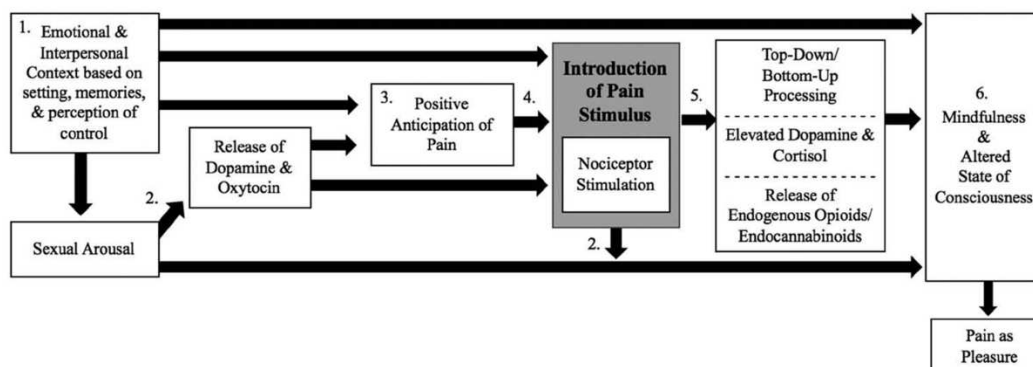 1. Emotional &
Interpersonal
Context based on
setting, memories,
& perception of
control
Sexual Arousal
2.
Release of
Dopamine &
Oxytocin
3. Positive
Anticipation of
Pain
4.
Introduction
of Pain
Stimulus
Nociceptor
Stimulation
2.
5.
Top-Down/
Bottom-Up
Processing
Elevated Dopamine &
Cortisol
Release of
Endogenous Opioids/
Endocannabinoids
6.
Mindfulness
&
Altered
State of
Consciousness
Pain as
Pleasure